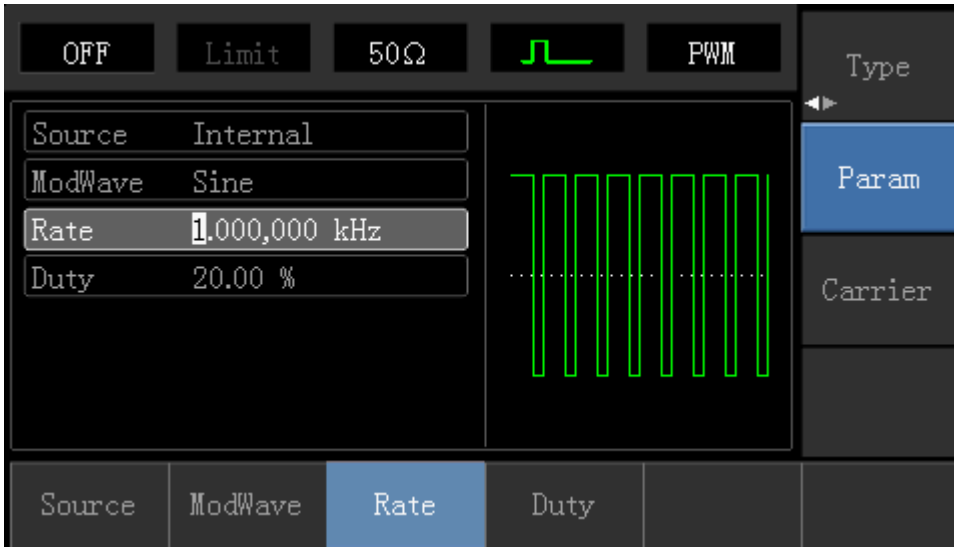 OFF Limit 50Ω PWM
Type
Source Internal
ModWave Sine
Rate 1.000,000 kHz
Duty 20.00 %
Param
Carrier
Source ModWave Rate Duty